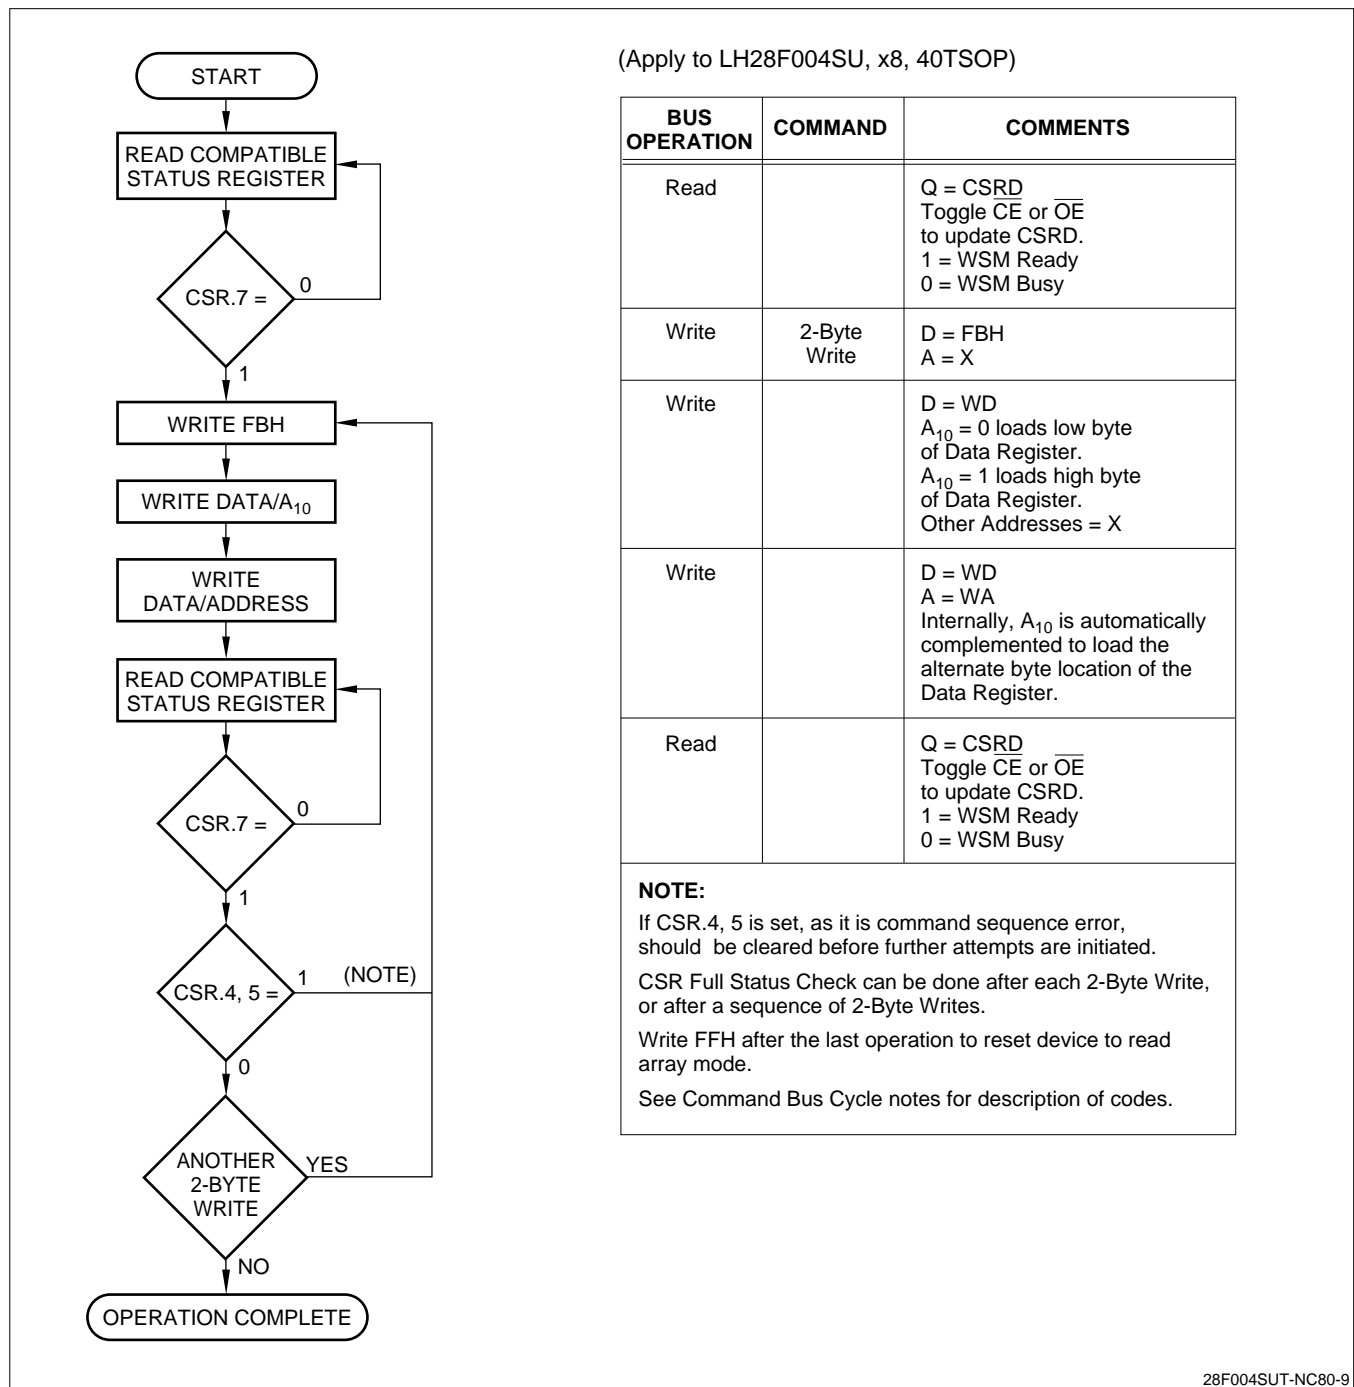 START
READ COMPATIBLE
STATUS REGISTER
CSR.7 =
0
1
WRITE FBH
WRITE DATA/A10
WRITE
DATA/ADDRESS
READ COMPATIBLE
STATUS REGISTER
CSR.7 =
0
1
CSR.4, 5 =
1
(NOTE)
0
ANOTHER
2-BYTE
WRITE
YES
NO
OPERATION COMPLETE
(Apply to LH28F004SU, x8, 40TSOP)
BUS
OPERATION
COMMAND
COMMENTS
Read
Q = CSRD
Toggle C̅E̅ or O̅E̅
to update CSRD.
1 = WSM Ready
0 = WSM Busy
Write
2-Byte
Write
D = FBH
A = X
Write
D = WD
A10 = 0 loads low byte
of Data Register.
A10 = 1 loads high byte
of Data Register.
Other Addresses = X
Write
D = WD
A = WA
Internally, A10 is automatically
complemented to load the
alternate byte location of the
Data Register.
Read
Q = CSRD
Toggle C̅E̅ or O̅E̅
to update CSRD.
1 = WSM Ready
0 = WSM Busy
NOTE:
If CSR.4, 5 is set, as it is command sequence error,
should be cleared before further attempts are initiated.
CSR Full Status Check can be done after each 2-Byte Write,
or after a sequence of 2-Byte Writes.
Write FFH after the last operation to reset device to read
array mode.
See Command Bus Cycle notes for description of codes.
28F004SUT-NC80-9